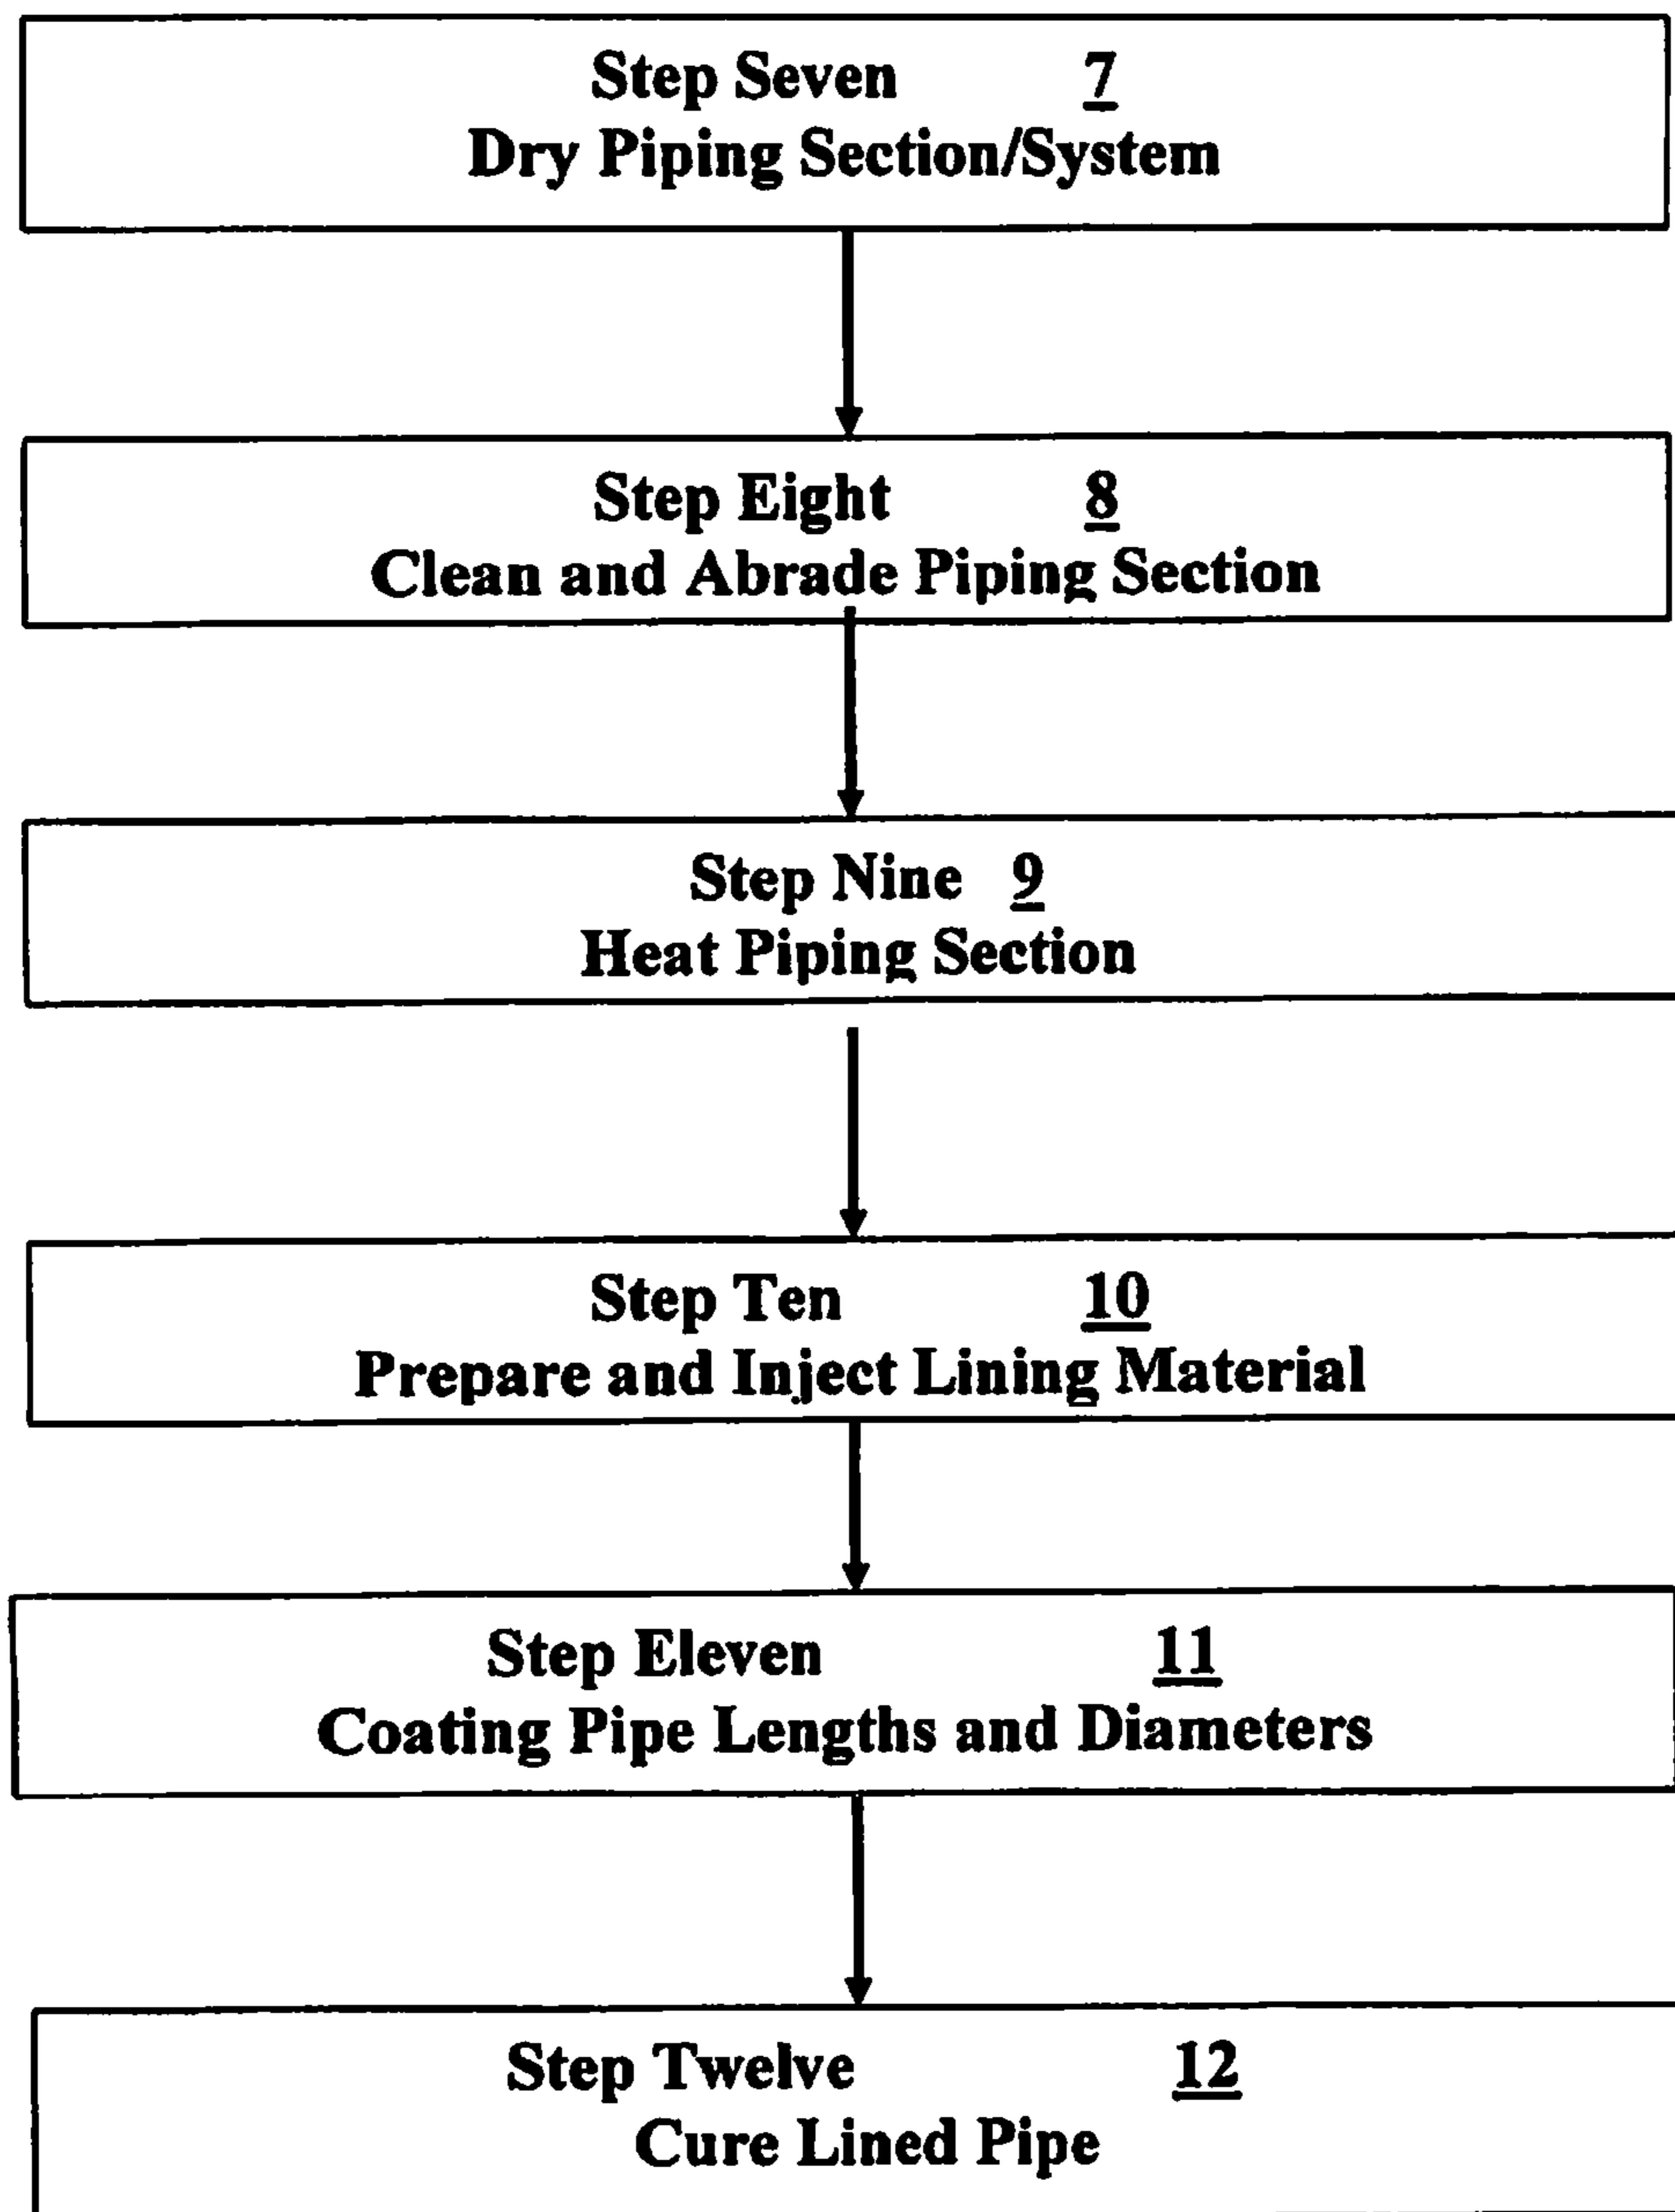 Step Seven 7
Dry Piping Section/System
Step Eight 8
Clean and Abrade Piping Section
Step Nine 9
Heat Piping Section
Step Ten 10
Prepare and Inject Lining Material
Step Eleven 11
Coating Pipe Lengths and Diameters
Step Twelve 12
Cure Lined Pipe